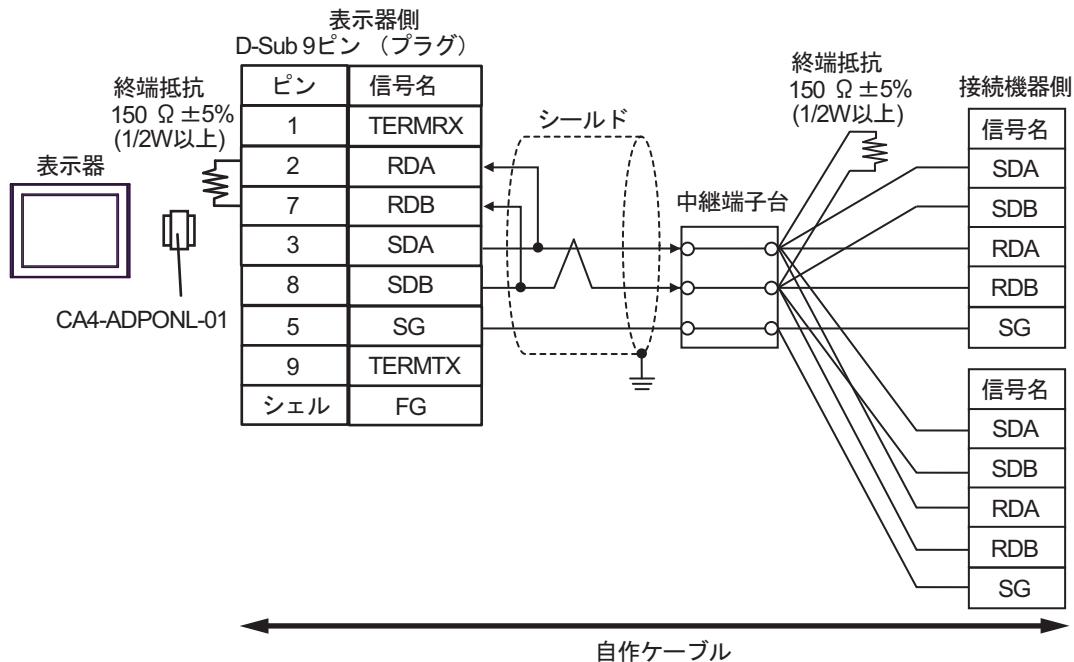 表示器側
D-Sub 9ピン （プラグ）
終端抵抗
150 Ω ±5%
(1/2W以上)
表示器
CA4-ADPONL-01
ピン 信号名
1 TERMRX
2 RDA
7 RDB
3 SDA
8 SDB
5 SG
9 TERMTX
シェル FG
シールド
中継端子台
終端抵抗
150 Ω ±5%
(1/2W以上)
接続機器側
信号名
SDA
SDB
RDA
RDB
SG
信号名
SDA
SDB
RDA
RDB
SG
自作ケーブル